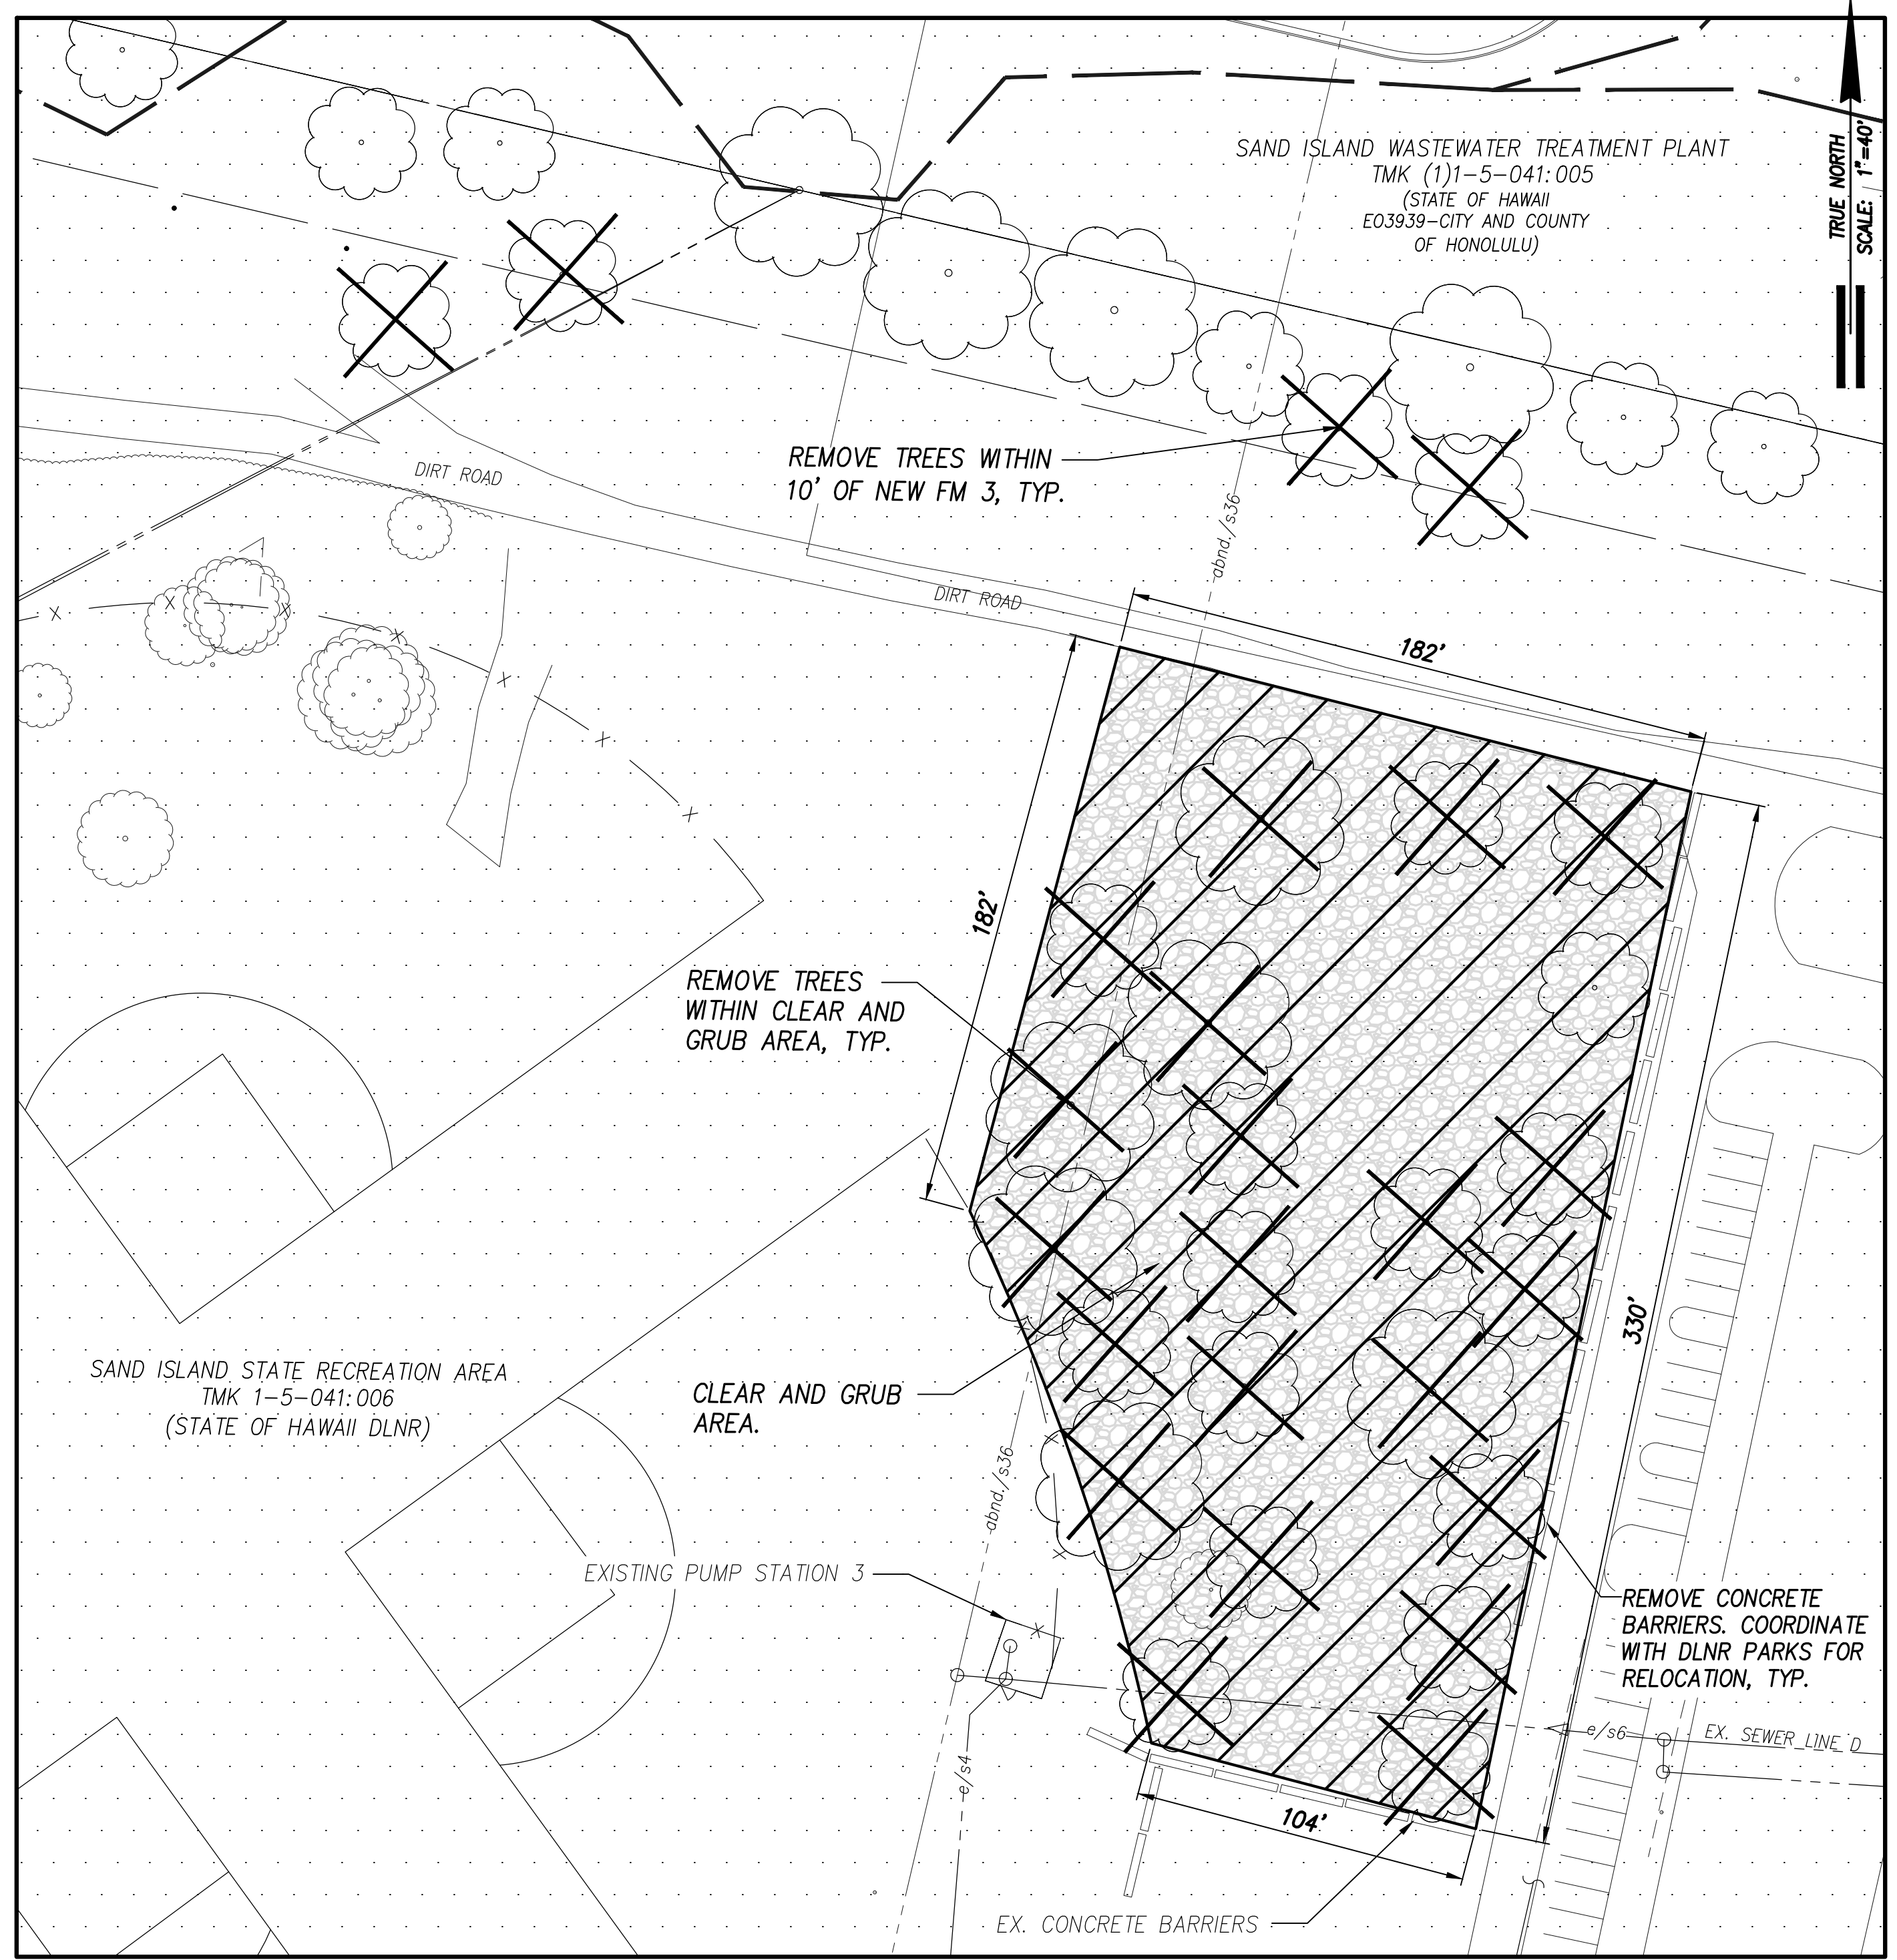 SAND ISLAND WASTEWATER TREATMENT PLANT
TMK (1)1-5-041:005
(STATE OF HAWAII
EO3939-CITY AND COUNTY
OF HONOLULU)
TRUE NORTH
SCALE: 1"=40'
REMOVE TREES WITHIN
10' OF NEW FM 3, TYP.
DIRT ROAD
abnd./s36
DIRT ROAD
182'
182'
REMOVE TREES
WITHIN CLEAR AND
GRUB AREA, TYP.
330'
SAND ISLAND STATE RECREATION AREA
TMK 1-5-041:006
(STATE OF HAWAII DLNR)
CLEAR AND GRUB
AREA.
abnd./s36
EXISTING PUMP STATION 3
REMOVE CONCRETE
BARRIERS. COORDINATE
WITH DLNR PARKS FOR
RELOCATION, TYP.
e/s6
EX. SEWER LINE D
e/s4
104'
EX. CONCRETE BARRIERS
S
X
X
X
X
X
X
X
X
X
X
X
X